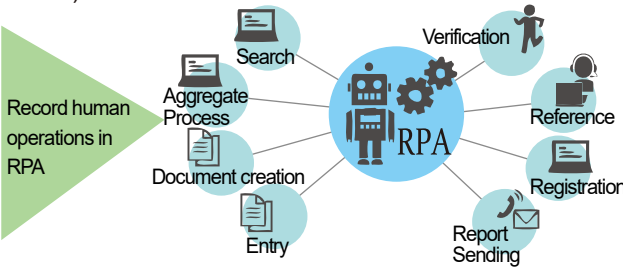 Record human
operations in
RPA
Search
Aggregate
Process
Document creation
Entry
RPA
Verification
Reference
Registration
Report
Sending